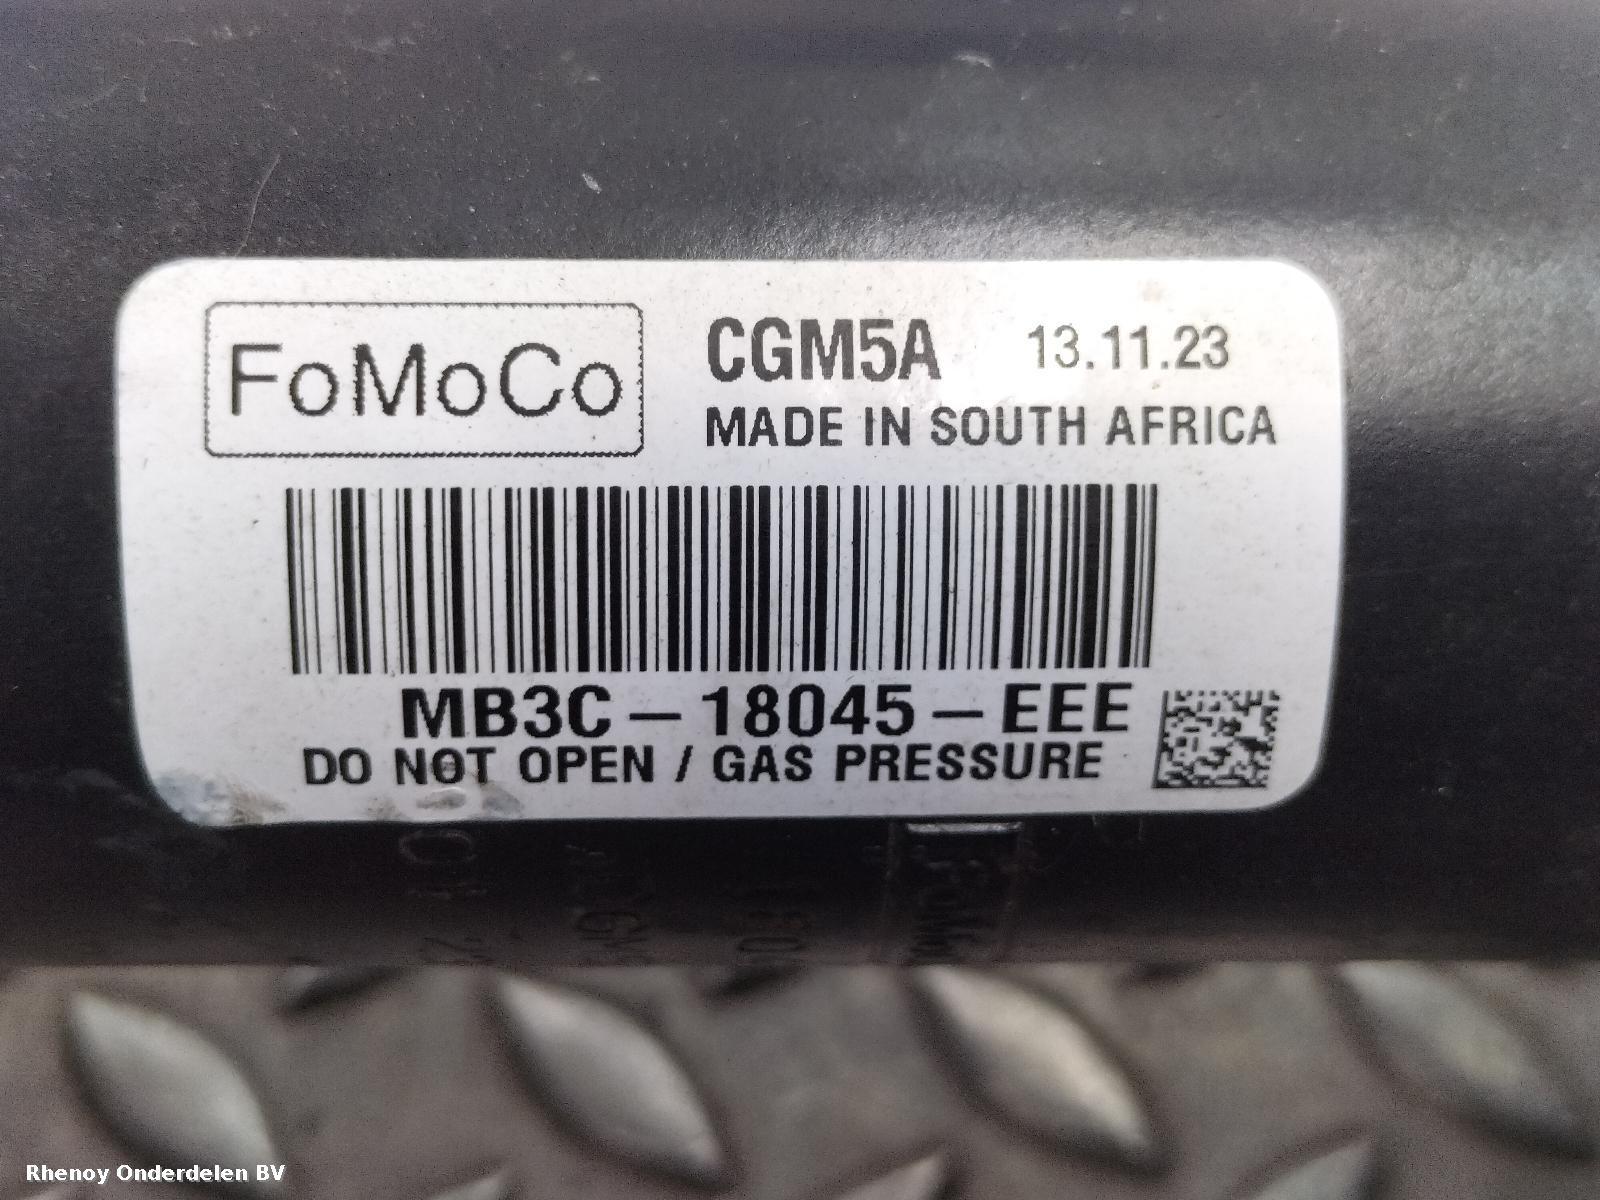 FoMoCo
CGM5A 13.11.23
MADE IN SOUTH AFRICA
MB3C – 18045 – EEE
DO NOT OPEN / GAS PRESSURE
Rhenoy Onderdelen BV